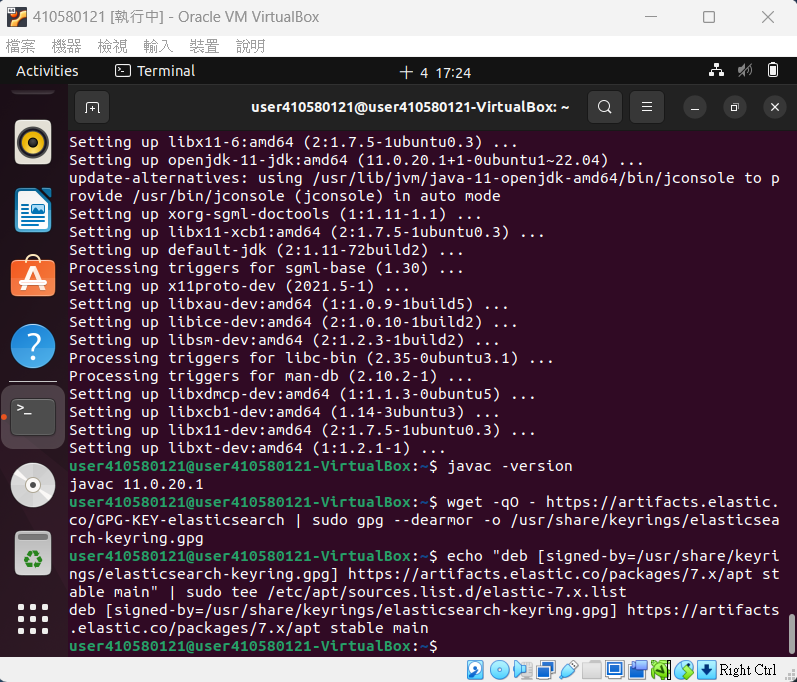 410580121 [執行中] - Oracle VM VirtualBox
檔案 機器 檢視 輸入 裝置 說明
Activities Terminal 十 4 17:24
user410580121@user410580121-VirtualBox: ~
Setting up libx11-6:amd64 (2:1.7.5-1ubuntu0.3) ...
Setting up openjdk-11-jdk:amd64 (11.0.20.1+1-0ubuntu1~22.04) ...
update-alternatives: using /usr/lib/jvm/java-11-openjdk-amd64/bin/jconsole to p
rovide /usr/bin/jconsole (jconsole) in auto mode
Setting up xorg-sgml-doctools (1:1.11-1.1) ...
Setting up libx11-xcb1:amd64 (2:1.7.5-1ubuntu0.3) ...
Setting up default-jdk (2:1.11-72build2) ...
Processing triggers for sgml-base (1.30) ...
Setting up x11proto-dev (2021.5-1) ...
Setting up libxau-dev:amd64 (1:1.0.9-1build5) ...
Setting up libice-dev:amd64 (2:1.0.10-1build2) ...
Setting up libsm-dev:amd64 (2:1.2.3-1build2) ...
Processing triggers for libc-bin (2.35-0ubuntu3.1) ...
Processing triggers for man-db (2.10.2-1) ...
Setting up libxdmcp-dev:amd64 (1:1.1.3-0ubuntu5) ...
Setting up libxcb1-dev:amd64 (1.14-3ubuntu3) ...
Setting up libx11-dev:amd64 (2:1.7.5-1ubuntu0.3) ...
Setting up libxt-dev:amd64 (1:1.2.1-1) ...
user410580121@user410580121-VirtualBox:~$ javac -version
javac 11.0.20.1
user410580121@user410580121-VirtualBox:~$ wget -qO - https://artifacts.elastic.
co/GPG-KEY-elasticsearch | sudo gpg --dearmor -o /usr/share/keyrings/elasticsea
rch-keyring.gpg
user410580121@user410580121-VirtualBox:~$ echo "deb [signed-by=/usr/share/keyri
ngs/elasticsearch-keyring.gpg] https://artifacts.elastic.co/packages/7.x/apt st
able main" | sudo tee /etc/apt/sources.list.d/elastic-7.x.list
deb [signed-by=/usr/share/keyrings/elasticsearch-keyring.gpg] https://artifacts
.elastic.co/packages/7.x/apt stable main
user410580121@user410580121-VirtualBox:~$
Right Ctrl